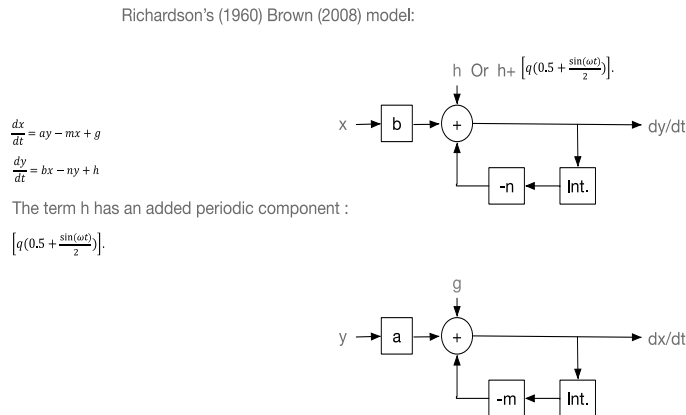 Richardson's (1960) Brown (2008) model:
h Or h+ [q(0.5 + sin(ωt)/2)].
x b + dy/dt
-n Int.
dx/dt = ay − mx + g
dy/dt = bx − ny + h
The term h has an added periodic component :
[q(0.5 + sin(ωt)/2)].
g
y a + dx/dt
-m Int.